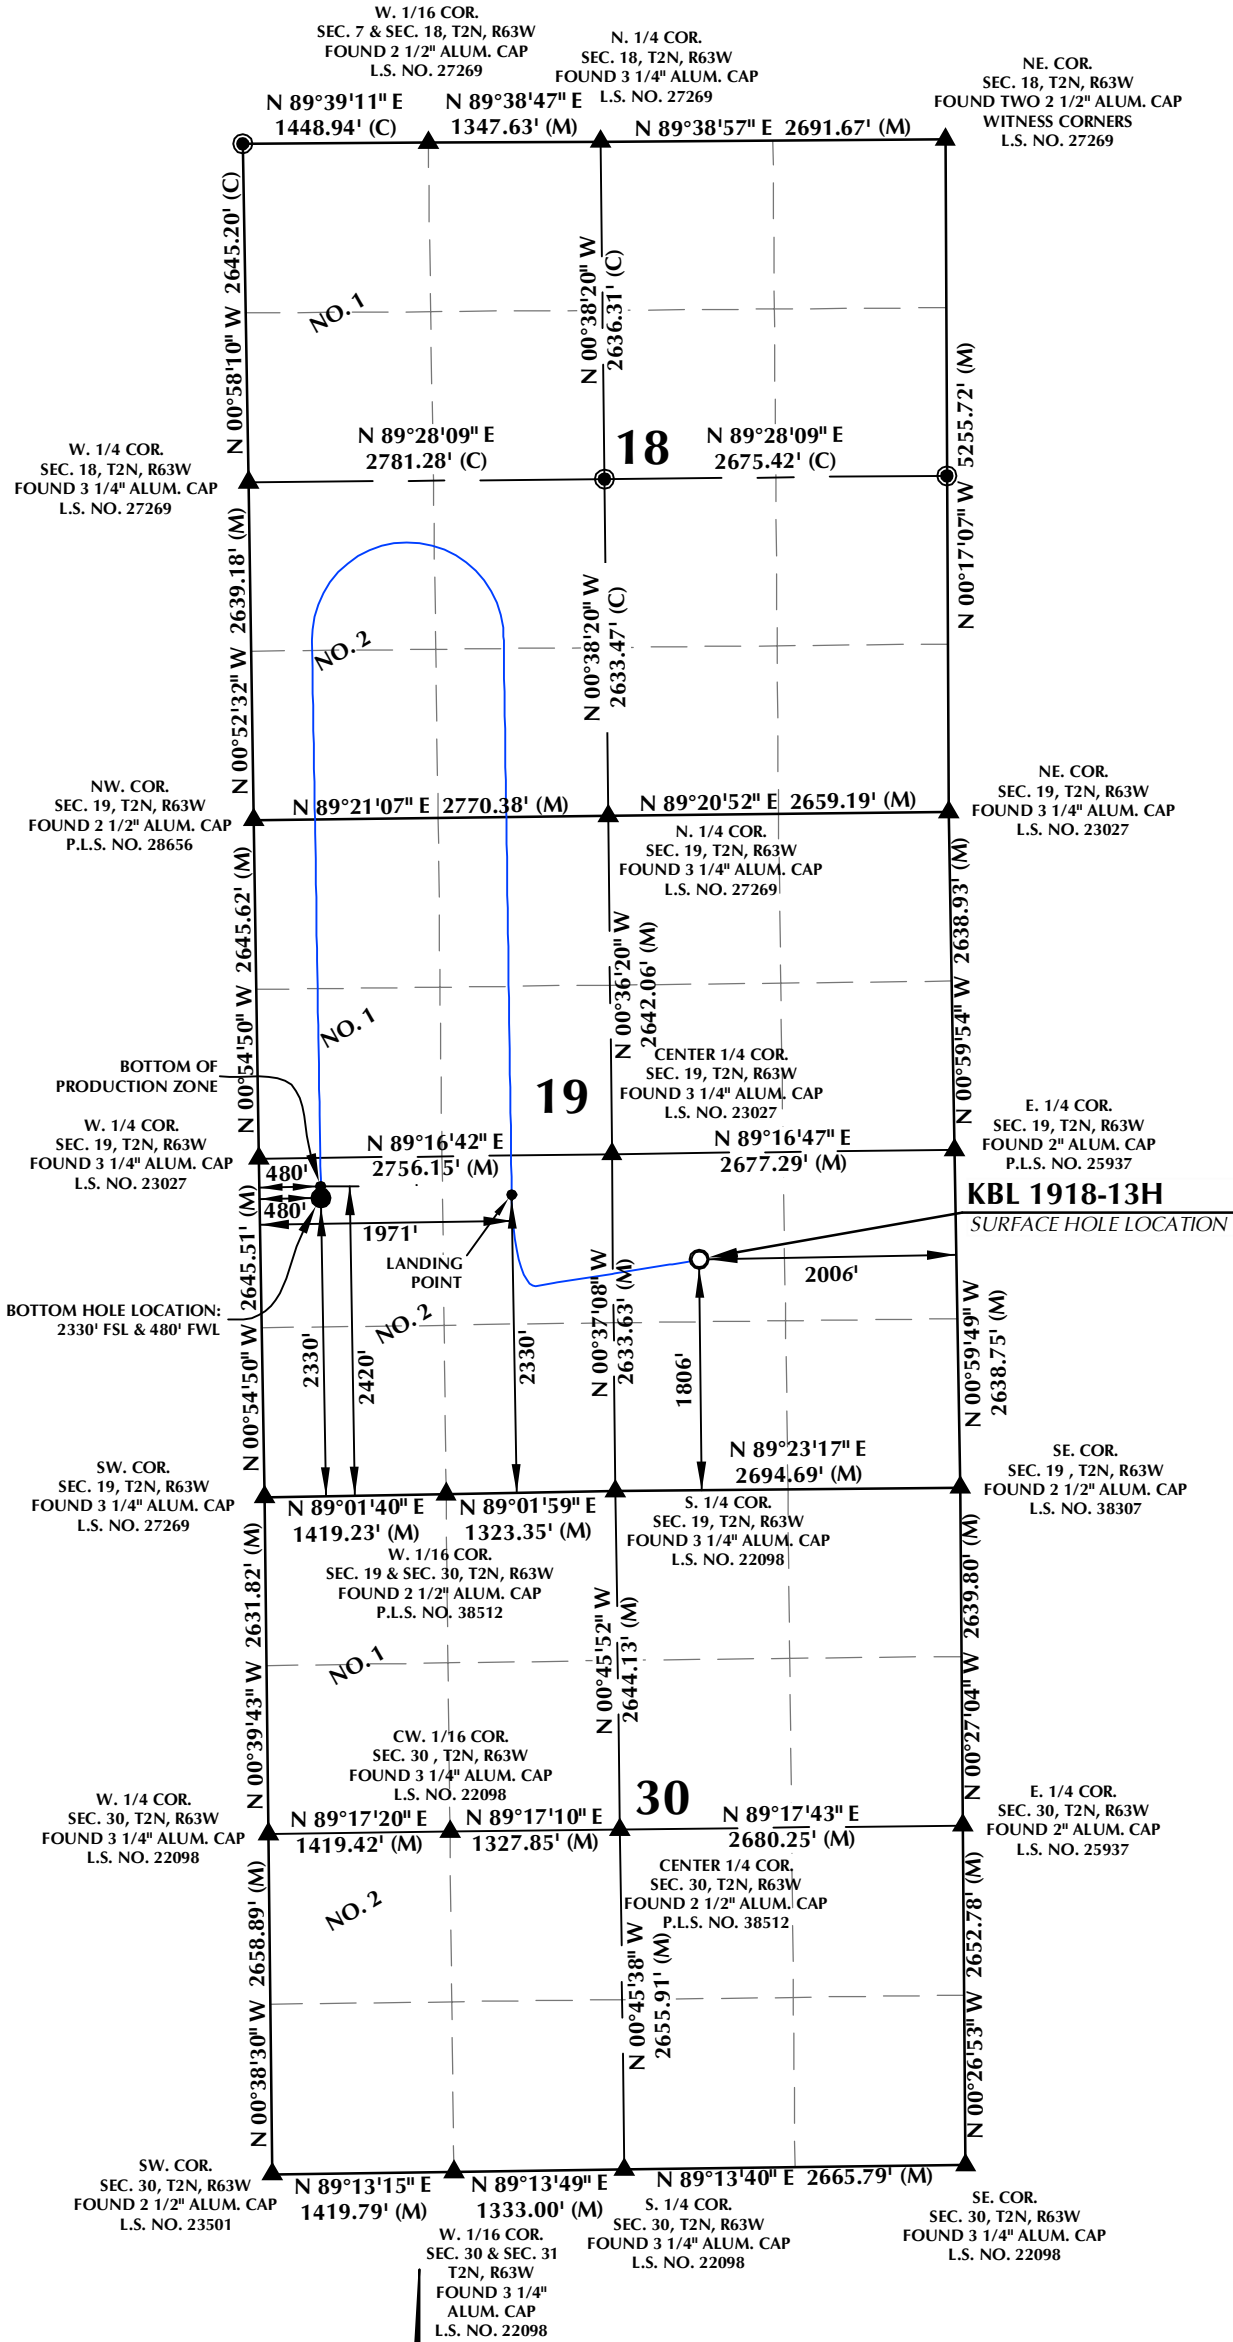 W. 1/16 COR.
SEC. 7 & SEC. 18, T2N, R63W
FOUND 2 1/2" ALUM. CAP
L.S. NO. 27269
N. 1/4 COR.
SEC. 18, T2N, R63W
FOUND 3 1/4" ALUM. CAP
L.S. NO. 27269
NE. COR.
SEC. 18, T2N, R63W
FOUND TWO 2 1/2" ALUM. CAP
WITNESS CORNERS
L.S. NO. 27269
N 89°39'11" E
1448.94' (C)
N 89°38'47" E
1347.63' (M)
N 89°38'57" E 2691.67' (M)
N 00°58'10" W 2645.20' (C)
N 00°38'20" W
2636.31' (C)
N 00°17'07" W 5255.72' (M)
NO. 1
W. 1/4 COR.
SEC. 18, T2N, R63W
FOUND 3 1/4" ALUM. CAP
L.S. NO. 27269
N 89°28'09" E
2781.28' (C)
18
N 89°28'09" E
2675.42' (C)
N 00°52'32" W 2639.18' (M)
N 00°38'20" W
2633.47' (C)
NO. 2
NW. COR.
SEC. 19, T2N, R63W
FOUND 2 1/2" ALUM. CAP
P.L.S. NO. 28656
N 89°21'07" E 2770.38' (M)
N 89°20'52" E 2659.19' (M)
NE. COR.
SEC. 19, T2N, R63W
FOUND 3 1/4" ALUM. CAP
L.S. NO. 23027
N. 1/4 COR.
SEC. 19, T2N, R63W
FOUND 3 1/4" ALUM. CAP
L.S. NO. 27269
N 00°54'50" W 2645.62' (M)
N 00°36'20" W
2642.06' (M)
N 00°59'54" W 2638.93' (M)
NO. 1
BOTTOM OF
PRODUCTION ZONE
19
CENTER 1/4 COR.
SEC. 19, T2N, R63W
FOUND 3 1/4" ALUM. CAP
L.S. NO. 23027
W. 1/4 COR.
SEC. 19, T2N, R63W
FOUND 3 1/4" ALUM. CAP
L.S. NO. 23027
N 89°16'42" E
2756.15' (M)
N 89°16'47" E
2677.29' (M)
E. 1/4 COR.
SEC. 19, T2N, R63W
FOUND 2" ALUM. CAP
P.L.S. NO. 25937
KBL 1918-13H
SURFACE HOLE LOCATION
480'
480'
1971'
LANDING
POINT
2006'
BOTTOM HOLE LOCATION:
2330' FSL & 480' FWL
N 00°54'50" W 2645.51' (M)
2330'
2420'
NO. 2
2330'
N 00°37'08" W
2633.63' (M)
1806'
N 00°59'49" W
2638.75' (M)
SW. COR.
SEC. 19, T2N, R63W
FOUND 3 1/4" ALUM. CAP
L.S. NO. 27269
N 89°01'40" E
1419.23' (M)
N 89°01'59" E
1323.35' (M)
N 89°23'17" E
2694.69' (M)
SE. COR.
SEC. 19 , T2N, R63W
FOUND 2 1/2" ALUM. CAP
L.S. NO. 38307
W. 1/16 COR.
SEC. 19 & SEC. 30, T2N, R63W
FOUND 2 1/2" ALUM. CAP
P.L.S. NO. 38512
S. 1/4 COR.
SEC. 19, T2N, R63W
FOUND 3 1/4" ALUM. CAP
L.S. NO. 22098
N 00°39'43" W 2631.82' (M)
NO.1
N 00°45'52" W
2644.13' (M)
N 00°27'04" W 2639.80' (M)
CW. 1/16 COR.
SEC. 30 , T2N, R63W
FOUND 3 1/4" ALUM. CAP
L.S. NO. 22098
30
W. 1/4 COR.
SEC. 30, T2N, R63W
FOUND 3 1/4" ALUM. CAP
L.S. NO. 22098
N 89°17'20" E
1419.42' (M)
N 89°17'10" E
1327.85' (M)
N 89°17'43" E
2680.25' (M)
E. 1/4 COR.
SEC. 30, T2N, R63W
FOUND 2" ALUM. CAP
L.S. NO. 25937
CENTER 1/4 COR.
SEC. 30, T2N, R63W
FOUND 2 1/2" ALUM. CAP
P.L.S. NO. 38512
NO. 2
N 00°38'30" W 2658.89' (M)
N 00°45'38" W
2655.91' (M)
N 00°26'53" W 2652.78' (M)
SW. COR.
SEC. 30, T2N, R63W
FOUND 2 1/2" ALUM. CAP
L.S. NO. 23501
N 89°13'15" E
1419.79' (M)
N 89°13'49" E
1333.00' (M)
N 89°13'40" E 2665.79' (M)
S. 1/4 COR.
SEC. 30, T2N, R63W
FOUND 3 1/4" ALUM. CAP
L.S. NO. 22098
SE. COR.
SEC. 30, T2N, R63W
FOUND 3 1/4" ALUM. CAP
L.S. NO. 22098
W. 1/16 COR.
SEC. 30 & SEC. 31
T2N, R63W
FOUND 3 1/4"
ALUM. CAP
L.S. NO. 22098